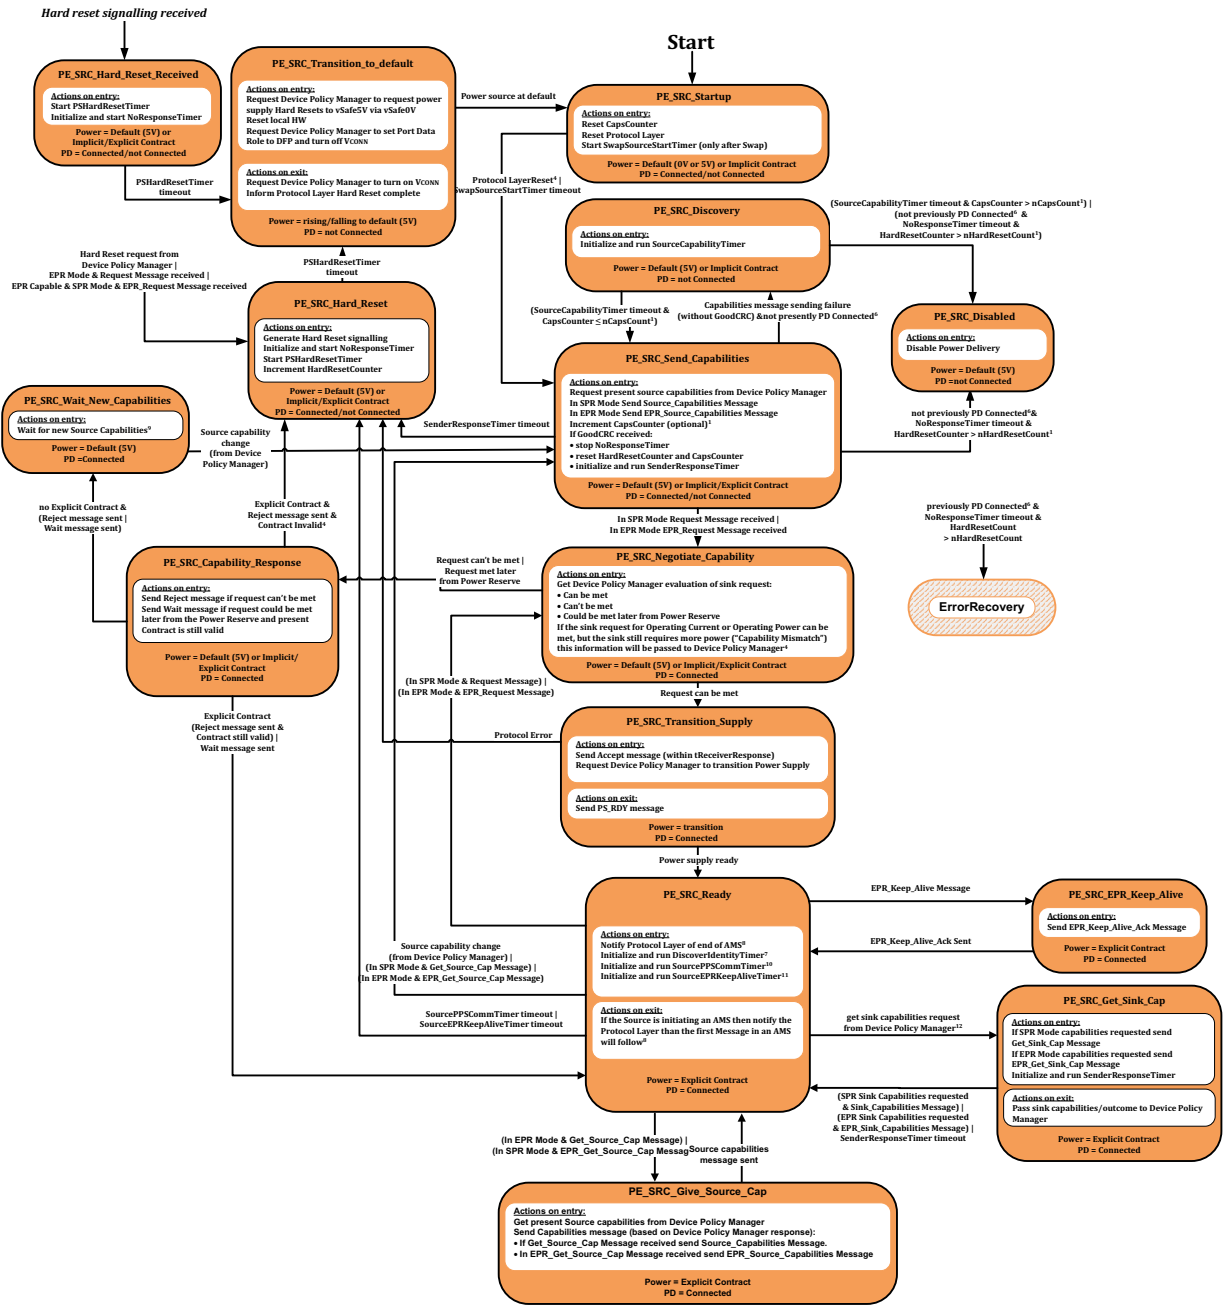 Hard reset signalling received
Start
PE_SRC_Hard_Reset_Received
Actions on entry:
Start PSHardResetTimer
Initialize and start NoResponseTimer
Power = Default (5V) or
Implicit/Explicit Contract
PD = Connected/not Connected
PSHardResetTimer
timeout
PE_SRC_Transition_to_default
Actions on entry:
Request Device Policy Manager to request power
supply Hard Resets to vSafe5V via vSafe0V
Reset local HW
Request Device Policy Manager to set Port Data
Role to DFP and turn off VCONN
Actions on exit:
Request Device Policy Manager to turn on VCONN
Inform Protocol Layer Hard Reset complete
Power = rising/falling to default (5V)
PD = not Connected
Power source at default
PE_SRC_Startup
Actions on entry:
Reset CapsCounter
Reset Protocol Layer
Start SwapSourceStartTimer (only after Swap)
Power = Default (0V or 5V) or Implicit Contract
PD = Connected/not Connected
Protocol LayerReset⁴ |
SwapSourceStartTimer timeout
PE_SRC_Discovery
Actions on entry:
Initialize and run SourceCapabilityTimer
Power = Default (5V) or Implicit Contract
PD = not Connected
(SourceCapabilityTimer timeout & CapsCounter > nCapsCount¹) |
(not previously PD Connected⁶ &
NoResponseTimer timeout &
HardResetCounter > nHardResetCount¹)
Hard Reset request from
Device Policy Manager |
EPR Mode & Request Message received |
EPR Capable & SPR Mode & EPR_Request Message received
PSHardResetTimer
timeout
PE_SRC_Hard_Reset
Actions on entry:
Generate Hard Reset signalling
Initialize and start NoResponseTimer
Start PSHardResetTimer
Increment HardResetCounter
Power = Default (5V) or
Implicit/Explicit Contract
PD = Connected/not Connected
(SourceCapabilityTimer timeout &
CapsCounter ≤ nCapsCount¹)
Capabilities message sending failure
(without GoodCRC) &not presently PD Connected⁶
PE_SRC_Disabled
Actions on entry:
Disable Power Delivery
Power = Default (5V)
PD =not Connected
PE_SRC_Send_Capabilities
Actions on entry:
Request present source capabilities from Device Policy Manager
In SPR Mode Send Source_Capabilities Message
In EPR Mode Send EPR_Source_Capabilities Message
Increment CapsCounter (optional)¹
If GoodCRC received:
• stop NoResponseTimer
• reset HardResetCounter and CapsCounter
• initialize and run SenderResponseTimer
Power = Default (5V) or Implicit/Explicit Contract
PD = Connected/not Connected
SenderResponseTimer timeout
not previously PD Connected⁶&
NoResponseTimer timeout &
HardResetCounter > nHardResetCount¹
PE_SRC_Wait_New_Capabilities
Actions on entry:
Wait for new Source Capabilities⁹
Power = Default (5V)
PD =Connected
Source capability
change
(from Device
Policy Manager)
no Explicit Contract &
(Reject message sent |
Wait message sent)
Explicit Contract &
Reject message sent &
Contract Invalid⁴
In SPR Mode Request Message received |
In EPR Mode EPR_Request Message received
previously PD Connected⁶ &
NoResponseTimer timeout &
HardResetCount
> nHardResetCount
ErrorRecovery
PE_SRC_Capability_Response
Actions on entry:
Send Reject message if request can't be met
Send Wait message if request could be met
later from the Power Reserve and present
Contract is still valid
Power = Default (5V) or Implicit/
Explicit Contract
PD = Connected
Request can't be met |
Request met later
from Power Reserve
PE_SRC_Negotiate_Capability
Actions on entry:
Get Device Policy Manager evaluation of sink request:
• Can be met
• Can't be met
• Could be met later from Power Reserve
If the sink request for Operating Current or Operating Power can be
met, but the sink still requires more power ("Capability Mismatch")
this information will be passed to Device Policy Manager⁴
Power = Default (5V) or Implicit/Explicit Contract
PD = Connected
(In SPR Mode & Request Message) |
(In EPR Mode & EPR_Request Message)
Request can be met
Explicit Contract
(Reject message sent &
Contract still valid) |
Wait message sent
Protocol Error
PE_SRC_Transition_Supply
Actions on entry:
Send Accept message (within tReceiverResponse)
Request Device Policy Manager to transition Power Supply
Actions on exit:
Send PS_RDY message
Power = transition
PD = Connected
Power supply ready
PE_SRC_Ready
Actions on entry:
Notify Protocol Layer of end of AMS⁸
Initialize and run DiscoverIdentityTimer⁷
Initialize and run SourcePPSCommTimer¹⁰
Initialize and run SourceEPRKeepAliveTimer¹¹
Actions on exit:
If the Source is initiating an AMS then notify the
Protocol Layer than the first Message in an AMS
will follow⁸
Power = Explicit Contract
PD = Connected
Source capability change
(from Device Policy Manager) |
(In SPR Mode & Get_Source_Cap Message) |
(In EPR Mode & EPR_Get_Source_Cap Message)
SourcePPSCommTimer timeout |
SourceEPRKeepAliveTimer timeout
EPR_Keep_Alive Message
EPR_Keep_Alive_Ack Sent
PE_SRC_EPR_Keep_Alive
Actions on entry:
Send EPR_Keep_Alive_Ack Message
Power = Explicit Contract
PD = Connected
get sink capabilities request
from Device Policy Manager¹²
PE_SRC_Get_Sink_Cap
Actions on entry:
If SPR Mode capabilities requested send
Get_Sink_Cap Message
If EPR Mode capabilities requested send
EPR_Get_Sink_Cap Message
Initialize and run SenderResponseTimer
Actions on exit:
Pass sink capabilities/outcome to Device Policy
Manager
Power = Explicit Contract
PD = Connected
(SPR Sink Capabilities requested
& Sink_Capabilities Message) |
(EPR Sink Capabilities requested
& EPR_Sink_Capabilities Message) |
SenderResponseTimer timeout
(In EPR Mode & Get_Source_Cap Message) |
(In SPR Mode & EPR_Get_Source_Cap Messag
Source capabilities
message sent
PE_SRC_Give_Source_Cap
Actions on entry:
Get present Source capabilities from Device Policy Manager
Send Capabilities message (based on Device Policy Manager response):
• If Get_Source_Cap Message received send Source_Capabilities Message.
• In EPR_Get_Source_Cap Message received send EPR_Source_Capabilities Message
Power = Explicit Contract
PD = Connected